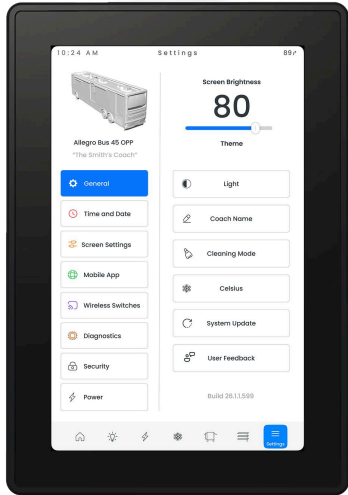 10:24 AM
Settings
89°
Allegro Bus 45 OPP
"The Smith's Coach"
General
Time and Date
Screen Settings
Mobile App
Wireless Switches
Diagnostics
Security
Power
Screen Brightness
80
Theme
Light
Coach Name
Cleaning Mode
Celsius
System Update
User Feedback
Build 26.1.1.599
Settings